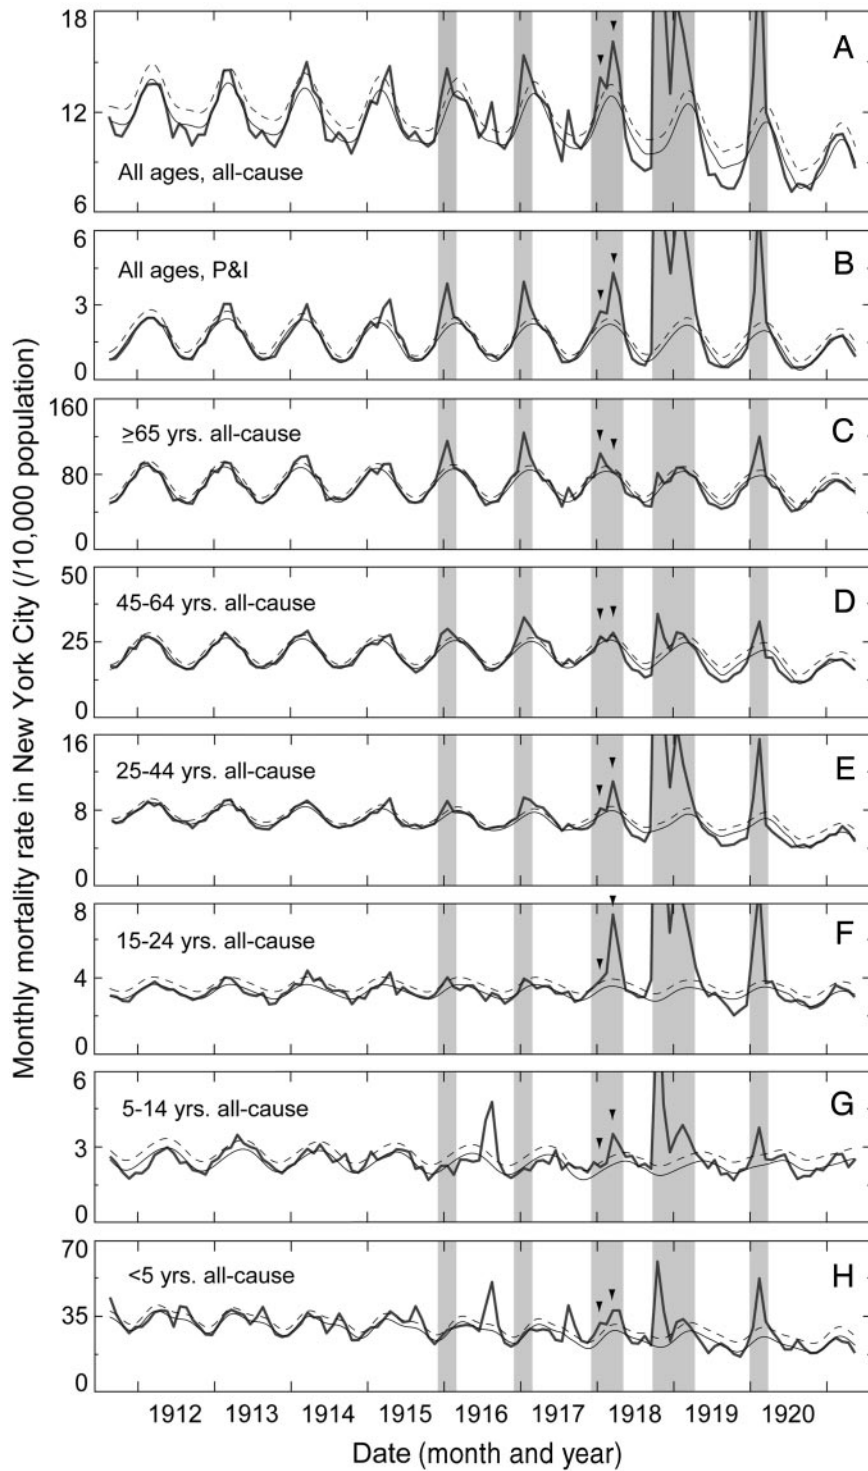 Monthly mortality rate in New York City (/10,000 population)
18
12
6
A
All ages, all-cause
6
3
0
B
All ages, P&I
160
80
0
C
≥65 yrs. all-cause
50
25
0
D
45-64 yrs. all-cause
16
8
0
E
25-44 yrs. all-cause
8
4
0
F
15-24 yrs. all-cause
6
3
0
G
5-14 yrs. all-cause
70
35
0
H
<5 yrs. all-cause
1912 1913 1914 1915 1916 1917 1918 1919 1920
Date (month and year)